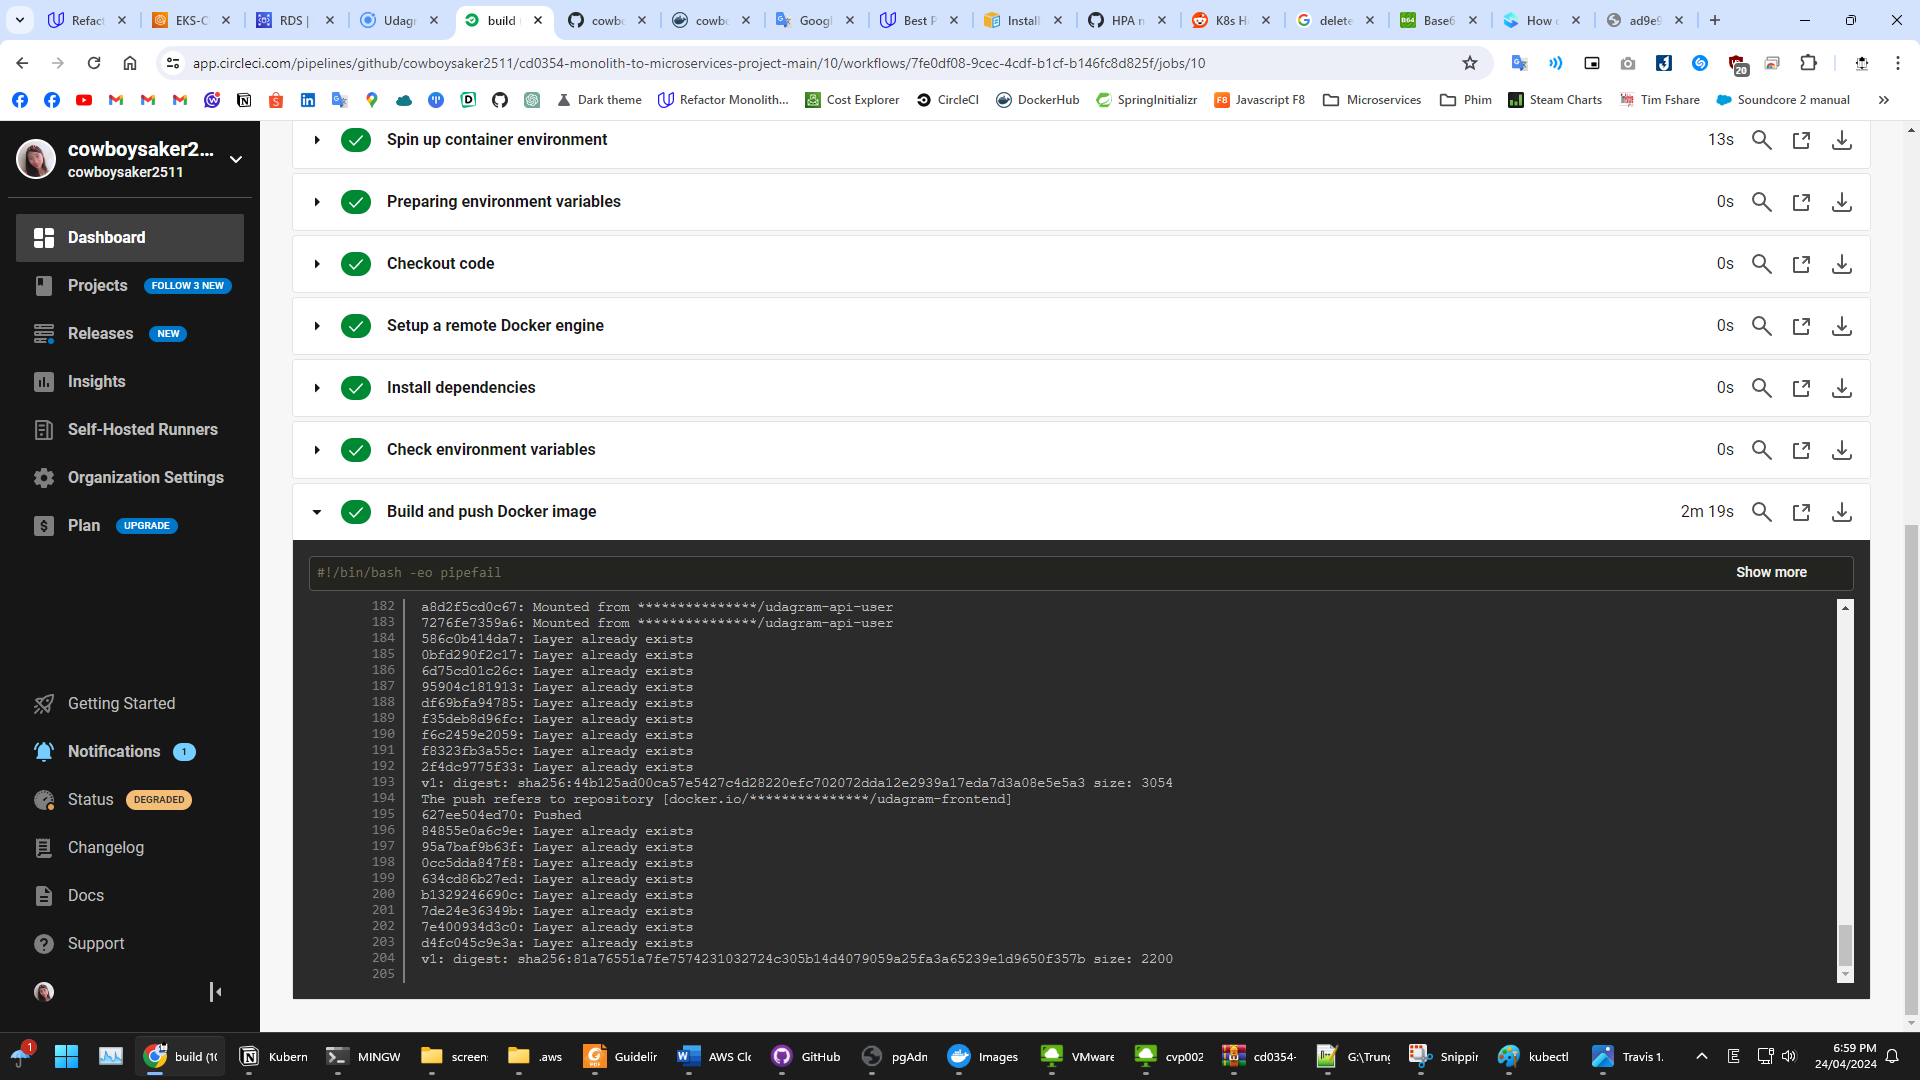 Refact
EKS-C
RDS |
Udagr
build
cowbo
cowbo
Googl
Best P
Install
HPA n
K8s H
delete
Base6
How
ad9e9
app.circleci.com/pipelines/github/cowboysaker2511/cd0354-monolith-to-microservices-project-main/10/workflows/7fe0df08-9cec-4cdf-b1cf-b146fc8d825f/jobs/10
20
Dark theme
Refactor Monolith...
Cost Explorer
CircleCI
DockerHub
SpringInitializr
Javascript F8
Microservices
Phim
Steam Charts
Tim Fshare
Soundcore 2 manual
cowboysaker2...
cowboysaker2511
Dashboard
Projects FOLLOW 3 NEW
Releases NEW
Insights
Self-Hosted Runners
Organization Settings
Plan UPGRADE
Getting Started
Notifications 1
Status DEGRADED
Changelog
Docs
Support
Spin up container environment 13s
Preparing environment variables 0s
Checkout code 0s
Setup a remote Docker engine 0s
Install dependencies 0s
Check environment variables 0s
Build and push Docker image 2m 19s
#!/bin/bash -eo pipefail Show more
182 a8d2f5cd0c67: Mounted from ***************/udagram-api-user
183 7276fe7359a6: Mounted from ***************/udagram-api-user
184 586c0b414da7: Layer already exists
185 0bfd290f2c17: Layer already exists
186 6d75cd01c26c: Layer already exists
187 95904c181913: Layer already exists
188 df69bfa94785: Layer already exists
189 f35deb8d96fc: Layer already exists
190 f6c2459e2059: Layer already exists
191 f8323fb3a55c: Layer already exists
192 2f4dc9775f33: Layer already exists
193 v1: digest: sha256:44b125ad00ca57e5427c4d28220efc702072dda12e2939a17eda7d3a08e5e5a3 size: 3054
194 The push refers to repository [docker.io/***************/udagram-frontend]
195 627ee504ed70: Pushed
196 84855e0a6c9e: Layer already exists
197 95a7baf9b63f: Layer already exists
198 0cc5dda847f8: Layer already exists
199 634cd86b27ed: Layer already exists
200 b1329246690c: Layer already exists
201 7de24e36349b: Layer already exists
202 7e400934d3c0: Layer already exists
203 d4fc045c9e3a: Layer already exists
204 v1: digest: sha256:81a76551a7fe7574231032724c305b14d4079059a25fa3a65239e1d9650f357b size: 2200
205
1
build (10
Kubern
MINGW
screen
.aws
Guidelin
AWS Clo
GitHub
pgAdn
Images
VMware
cvp002
cd0354-
G:\Trung
Snippin
kubectl
Travis 1.
6:59 PM
24/04/2024